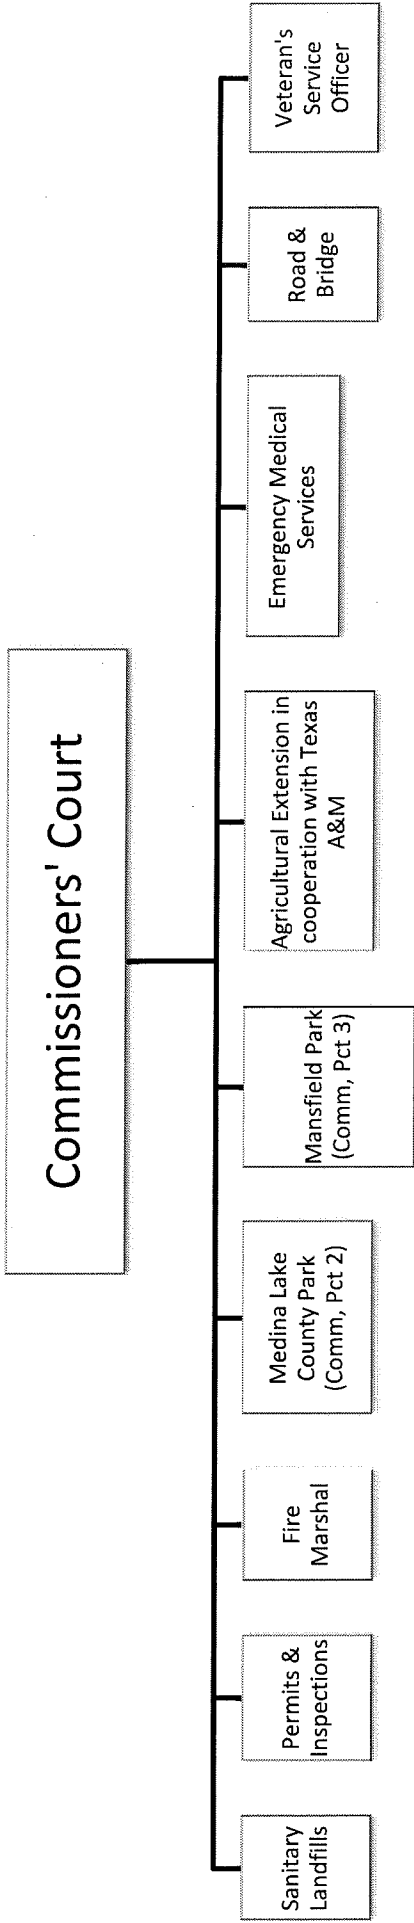 Commissioners' Court
Sanitary
Landfills
Permits &
Inspections
Fire
Marshal
Medina Lake
County Park
(Comm, Pct 2)
Mansfield Park
(Comm, Pct 3)
Agricultural Extension in
cooperation with Texas
A&M
Emergency Medical
Services
Road &
Bridge
Veteran's
Service
Officer